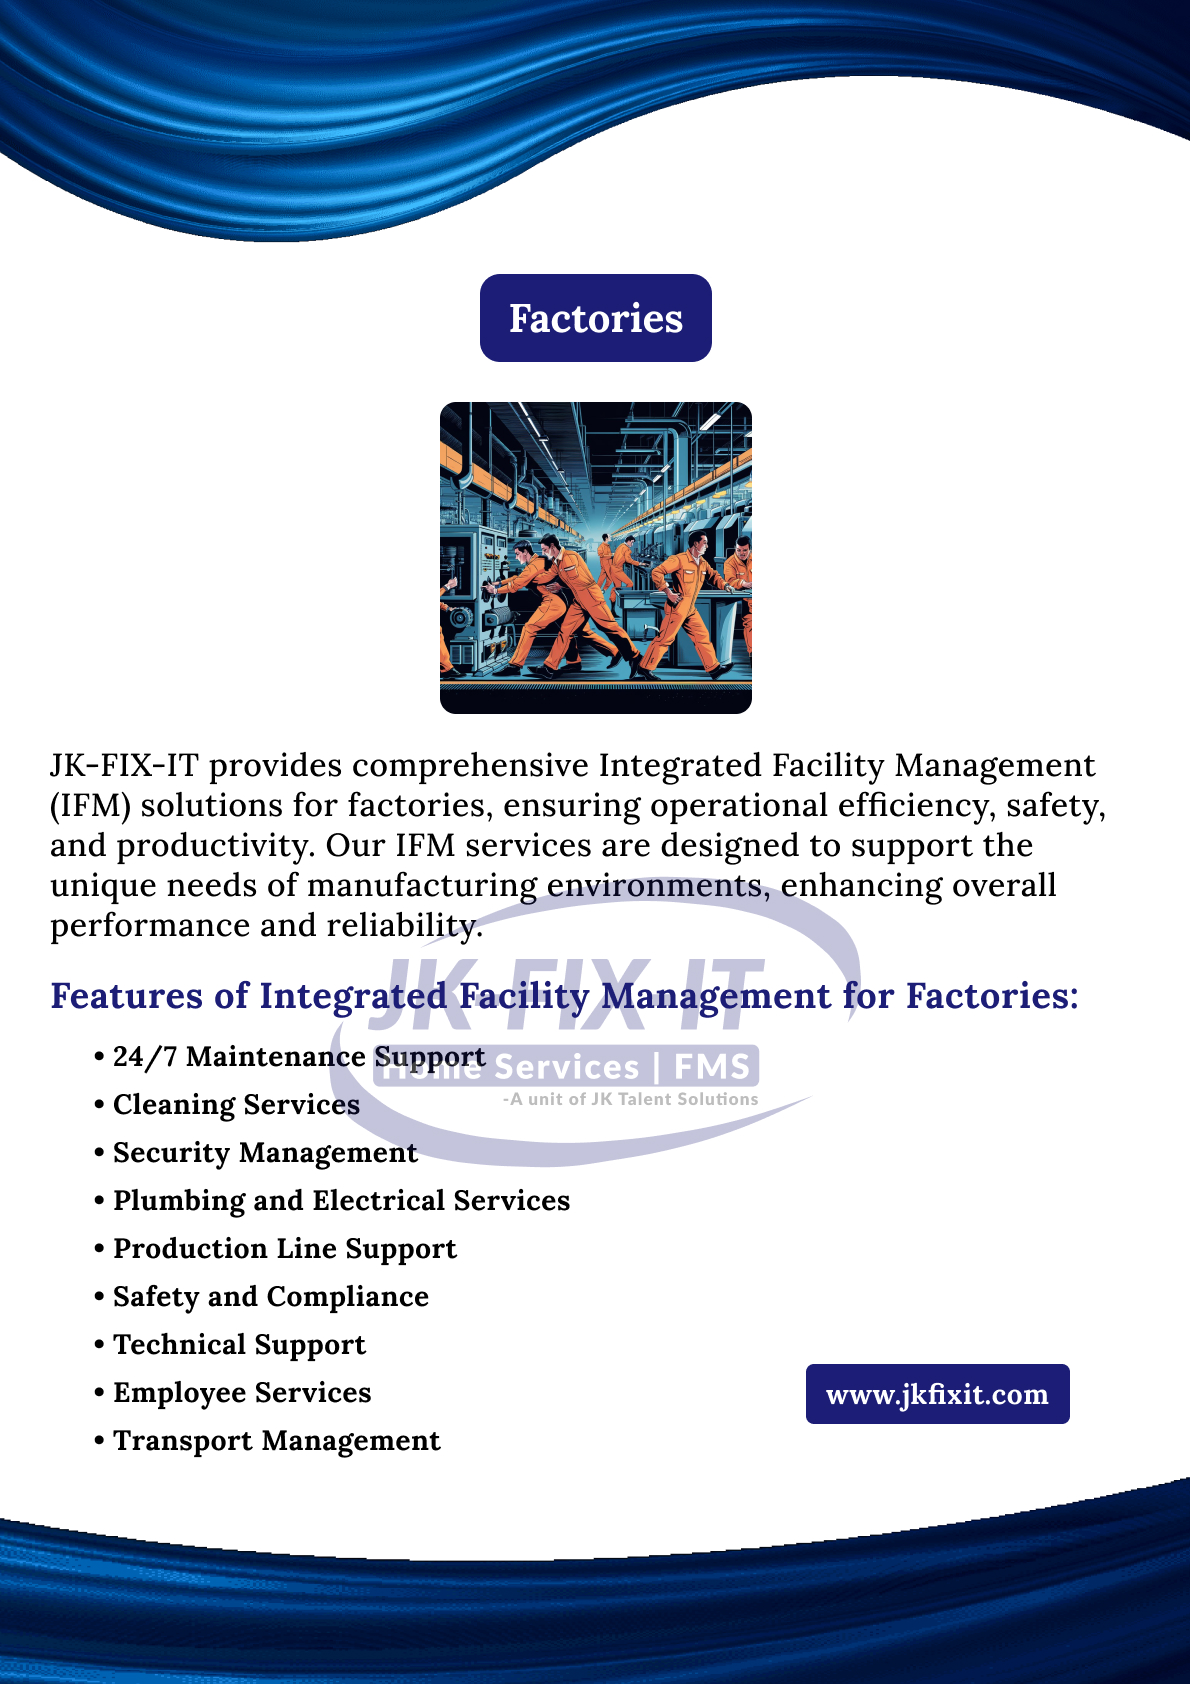 Factories
JK-FIX-IT provides comprehensive Integrated Facility Management
(IFM) solutions for factories, ensuring operational efficiency, safety,
and productivity. Our IFM services are designed to support the
unique needs of manufacturing environments, enhancing overall
performance and reliability.
JK FIX-IT
Features of Integrated Facility Management for Factories:
• 24/7 Maintenance Support
Home Services | FMS
-A unit of JK Talent Solutions
• Cleaning Services
• Security Management
• Plumbing and Electrical Services
• Production Line Support
• Safety and Compliance
• Technical Support
• Employee Services
• Transport Management
www.jkfixit.com